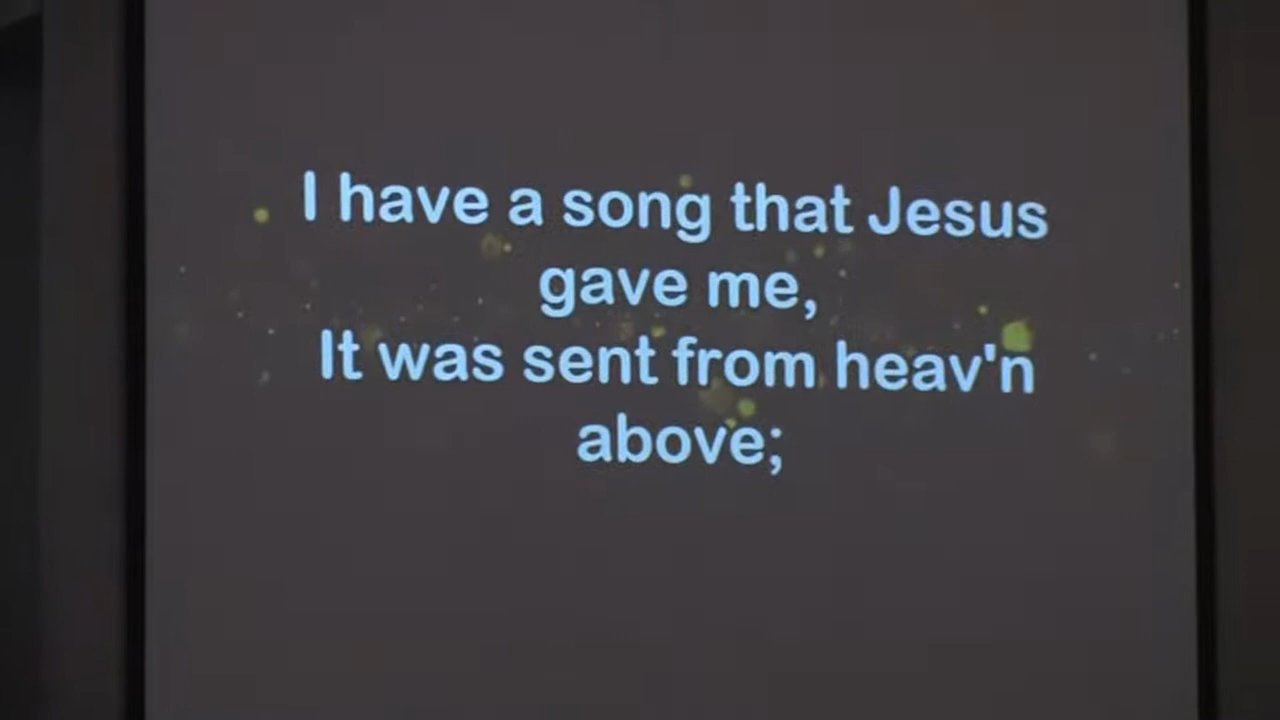 I have a song that Jesus
gave me,
It was sent from heav'n
above;